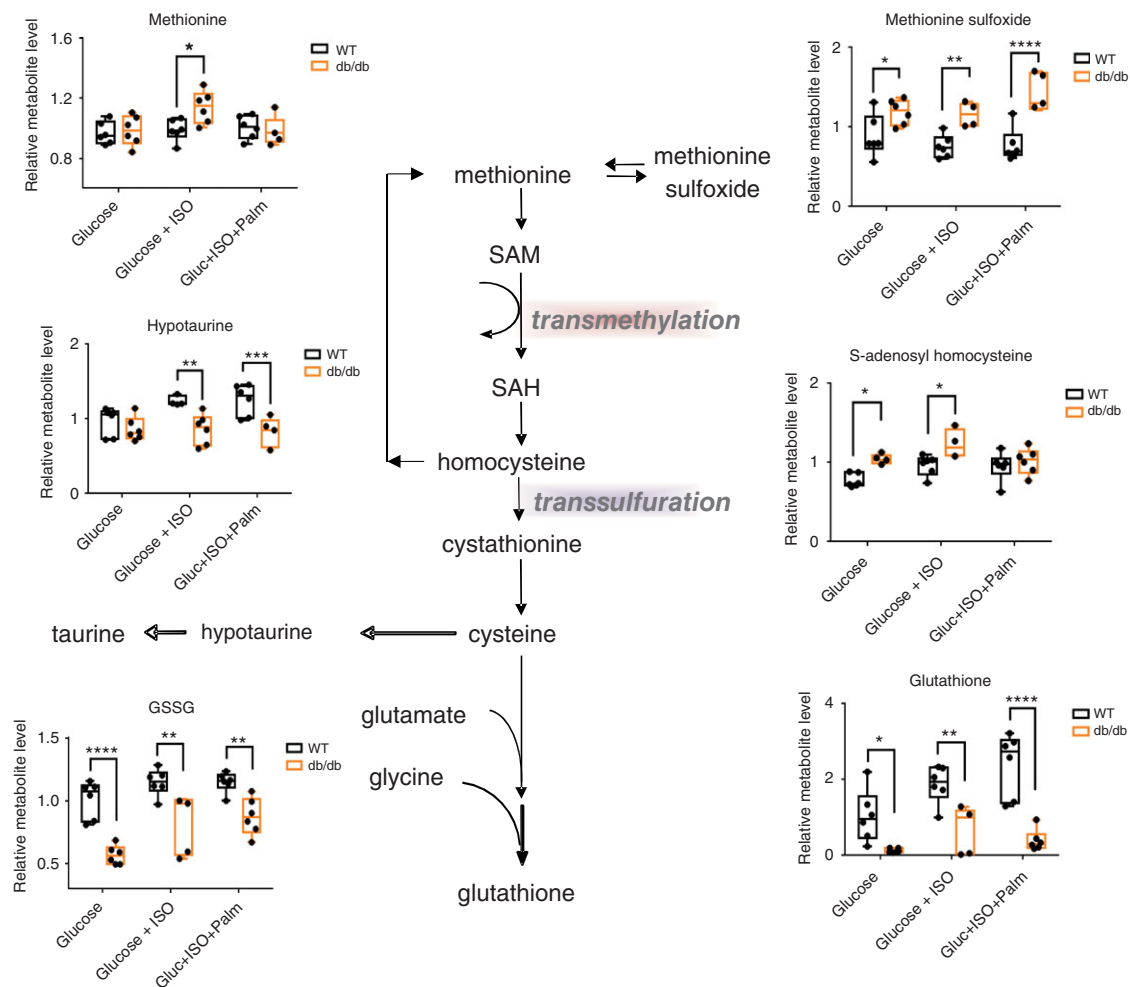 Methionine
Relative metabolite level
1.6
1.2
0.8
*
WT
db/db
Glucose
Glucose + ISO
Gluc+ISO+Palm
Methionine sulfoxide
Relative metabolite level
2
1
0
*
**
****
WT
db/db
Glucose
Glucose + ISO
Gluc+ISO+Palm
methionine
methionine
sulfoxide
SAM
transmethylation
SAH
homocysteine
transsulfuration
cystathionine
cysteine
hypotaurine
taurine
glutamate
glycine
glutathione
Hypotaurine
Relative metabolite level
2
1
0
**
***
WT
db/db
Glucose
Glucose + ISO
Gluc+ISO+Palm
S-adenosyl homocysteine
Relative metabolite level
2
1
0
*
*
WT
db/db
Glucose
Glucose + ISO
Gluc+ISO+Palm
GSSG
Relative metabolite level
1.5
1.0
0.5
****
**
**
WT
db/db
Glucose
Glucose + ISO
Gluc+ISO+Palm
Glutathione
Relative metabolite level
4
2
0
4
*
**
****
WT
db/db
Glucose
Glucose + ISO
Gluc+ISO+Palm